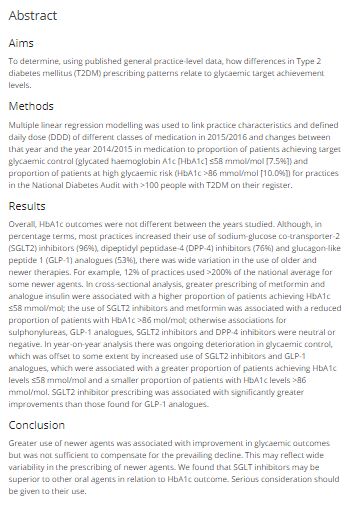 Abstract
Aims
To determine, using published general practice-level data, how differences in Type 2
diabetes mellitus (T2DM) prescribing patterns relate to glycaemic target achievement
levels.
Methods
Multiple linear regression modelling was used to link practice characteristics and defined
daily dose (DDD) of different classes of medication in 2015/2016 and changes between
that year and the year 2014/2015 in medication to proportion of patients achieving target
glycaemic control (glycated haemoglobin A1c [HbA1c] ≤58 mmol/mol [7.5%]) and
proportion of patients at high glycaemic risk (HbA1c >86 mmol/mol [10.0%]) for practices
in the National Diabetes Audit with >100 people with T2DM on their register.
Results
Overall, HbA1c outcomes were not different between the years studied. Although, in
percentage terms, most practices increased their use of sodium-glucose co-transporter-2
(SGLT2) inhibitors (96%), dipeptidyl peptidase-4 (DPP-4) inhibitors (76%) and glucagon-like
peptide 1 (GLP-1) analogues (53%), there was wide variation in the use of older and
newer therapies. For example, 12% of practices used >200% of the national average for
some newer agents. In cross-sectional analysis, greater prescribing of metformin and
analogue insulin were associated with a higher proportion of patients achieving HbA1c
≤58 mmol/mol; the use of SGLT2 inhibitors and metformin was associated with a reduced
proportion of patients with HbA1c >86 mol/mol; otherwise associations for
sulphonylureas, GLP-1 analogues, SGLT2 inhibitors and DPP-4 inhibitors were neutral or
negative. In year-on-year analysis there was ongoing deterioration in glycaemic control,
which was offset to some extent by increased use of SGLT2 inhibitors and GLP-1
analogues, which were associated with a greater proportion of patients achieving HbA1c
levels ≤58 mmol/mol and a smaller proportion of patients with HbA1c levels >86
mmol/mol. SGLT2 inhibitor prescribing was associated with significantly greater
improvements than those found for GLP-1 analogues.
Conclusion
Greater use of newer agents was associated with improvement in glycaemic outcomes
but was not sufficient to compensate for the prevailing decline. This may reflect wide
variability in the prescribing of newer agents. We found that SGLT inhibitors may be
superior to other oral agents in relation to HbA1c outcome. Serious consideration should
be given to their use.